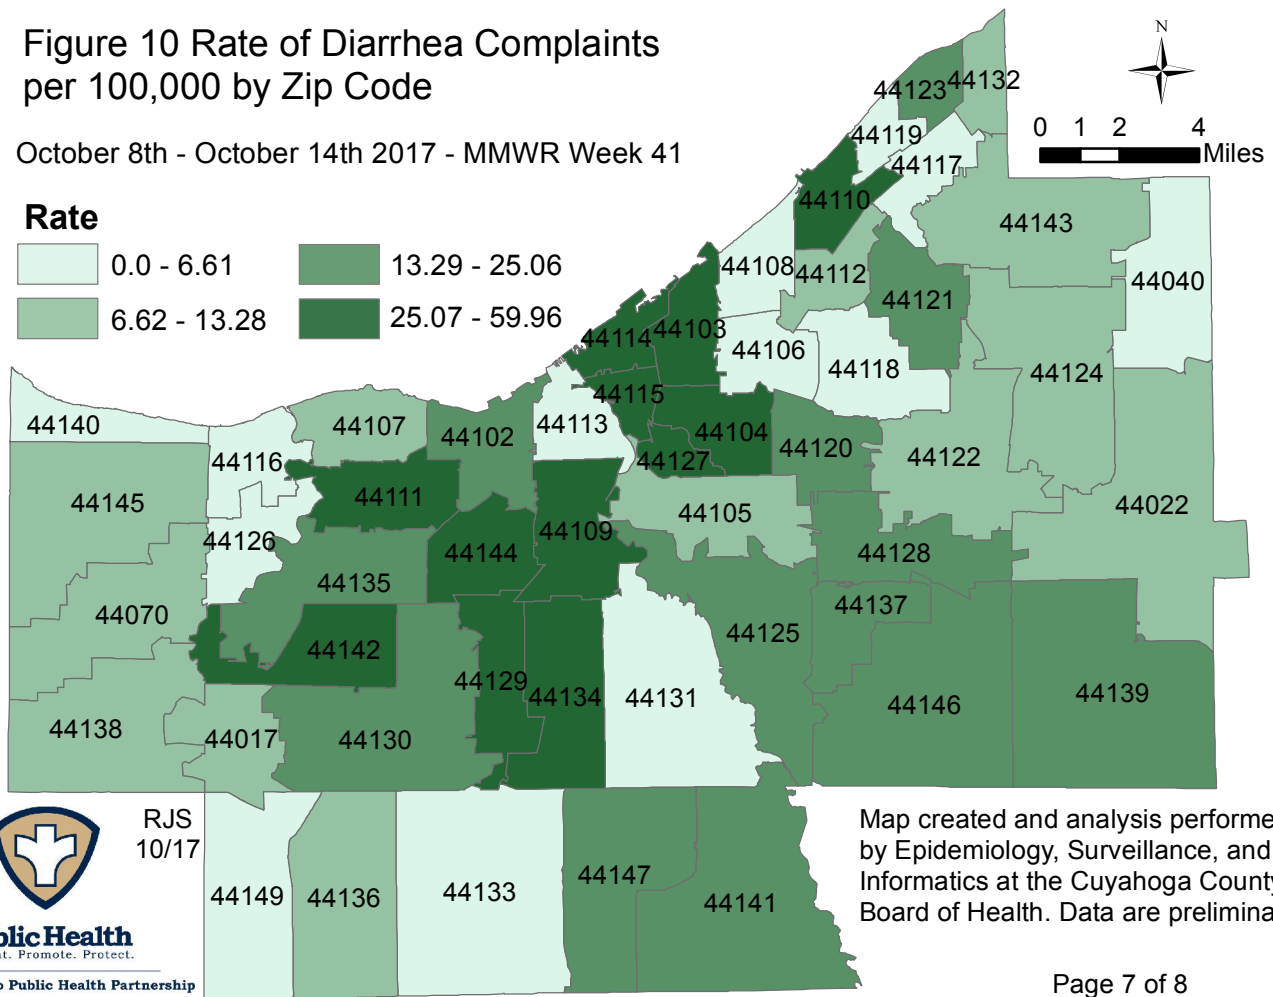 Figure 10 Rate of Diarrhea Complaints
per 100,000 by Zip Code
October 8th - October 14th 2017 - MMWR Week 41
Rate
0.0 - 6.61
13.29 - 25.06
6.62 - 13.28
25.07 - 59.96
N
0 1 2 4
Miles
44123
44132
44119
44117
44110
44143
44108
44112
44121
44040
44114
44103
44106
44118
44124
44140
44107
44102
44115
44113
44104
44120
44122
44116
44127
44145
44111
44105
44022
44126
44144
44109
44128
44135
44070
44137
44125
44142
44129
44134
44131
44146
44139
44138
44017
44130
RJS
10/17
44149
44136
44133
44147
44141
Map created and analysis performe
by Epidemiology, Surveillance, and
Informatics at the Cuyahoga County
Board of Health. Data are prelimina
blic Health
nt. Promote. Protect.
o Public Health Partnership
Page 7 of 8